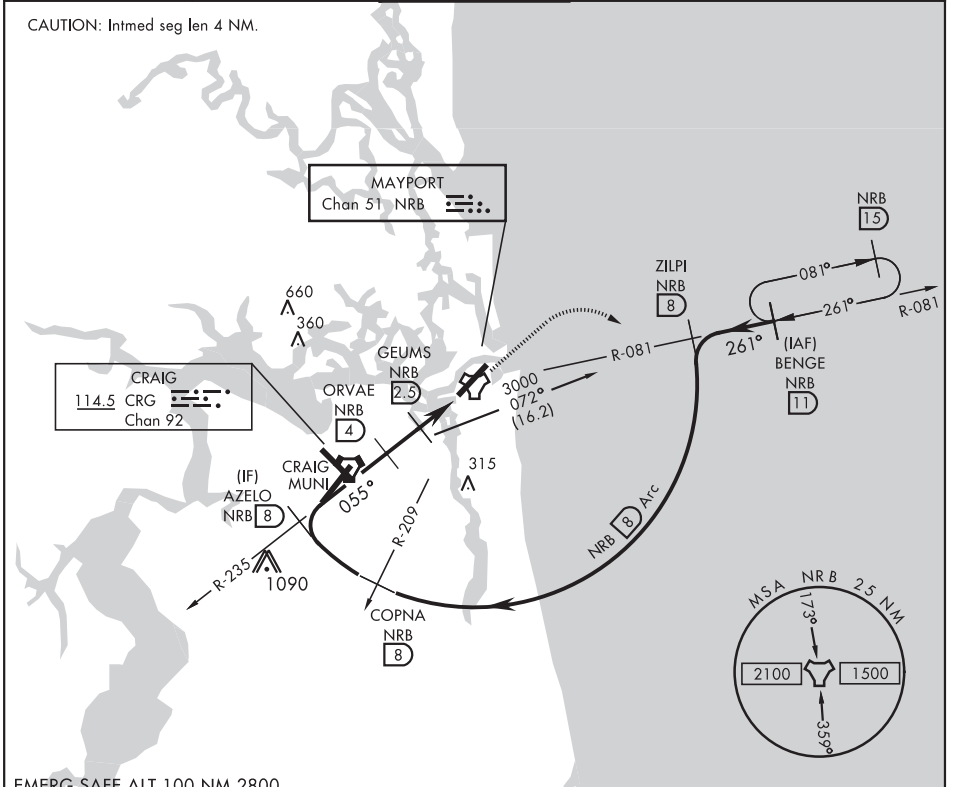 CAUTION: Intmed seg len 4 NM.
MAYPORT
Chan 51 NRB
NRB
15
081°
261°
R-081
ZILPI
NRB
8
261°
(IAF)
BENGE
NRB
11
R-081
3000
072°
(16.2)
660
360
GEUMS
NRB
2.5
ORVAE
NRB
4
CRAIG
114.5 CRG
Chan 92
CRAIG
MUNI
315
(IF)
AZELO
NRB 8
055°
R-209
R-235
1090
NRB 8 Arc
COPNA
NRB
8
MSA NRB 25 NM
173°
2100
1500
359°
EMERG SAFE ALT 100 NM 2800